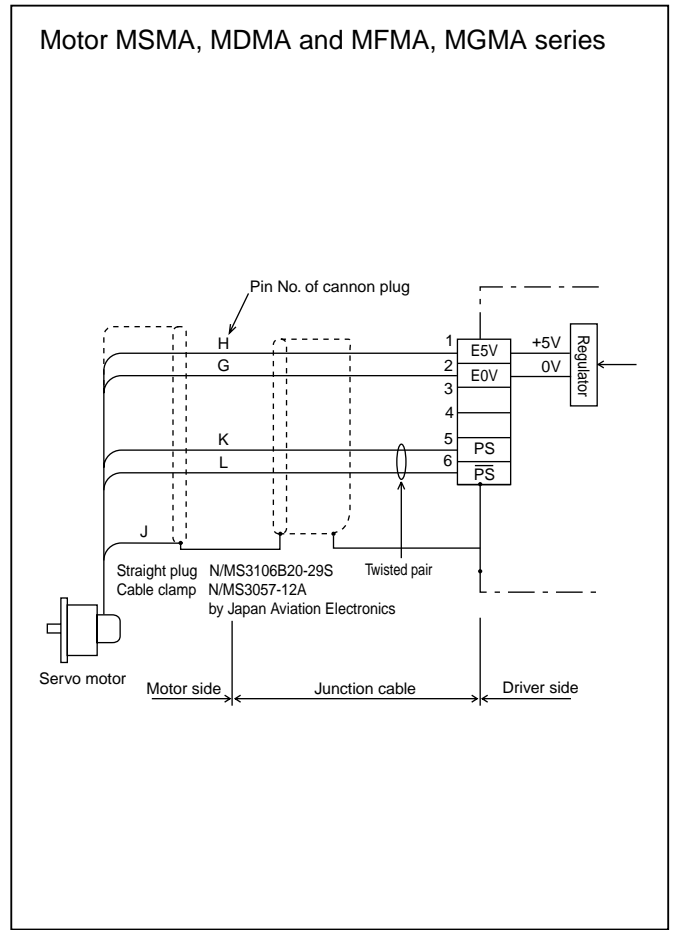 Motor MSMA, MDMA and MFMA, MGMA series
Pin No. of cannon plug
H
G
K
L
J
1
2
3
4
5
6
E5V
E0V
PS
P̅S̅
+5V
0V
Regulator
Straight plug N/MS3106B20-29S
Cable clamp N/MS3057-12A
by Japan Aviation Electronics
Twisted pair
Servo motor
Motor side
Junction cable
Driver side